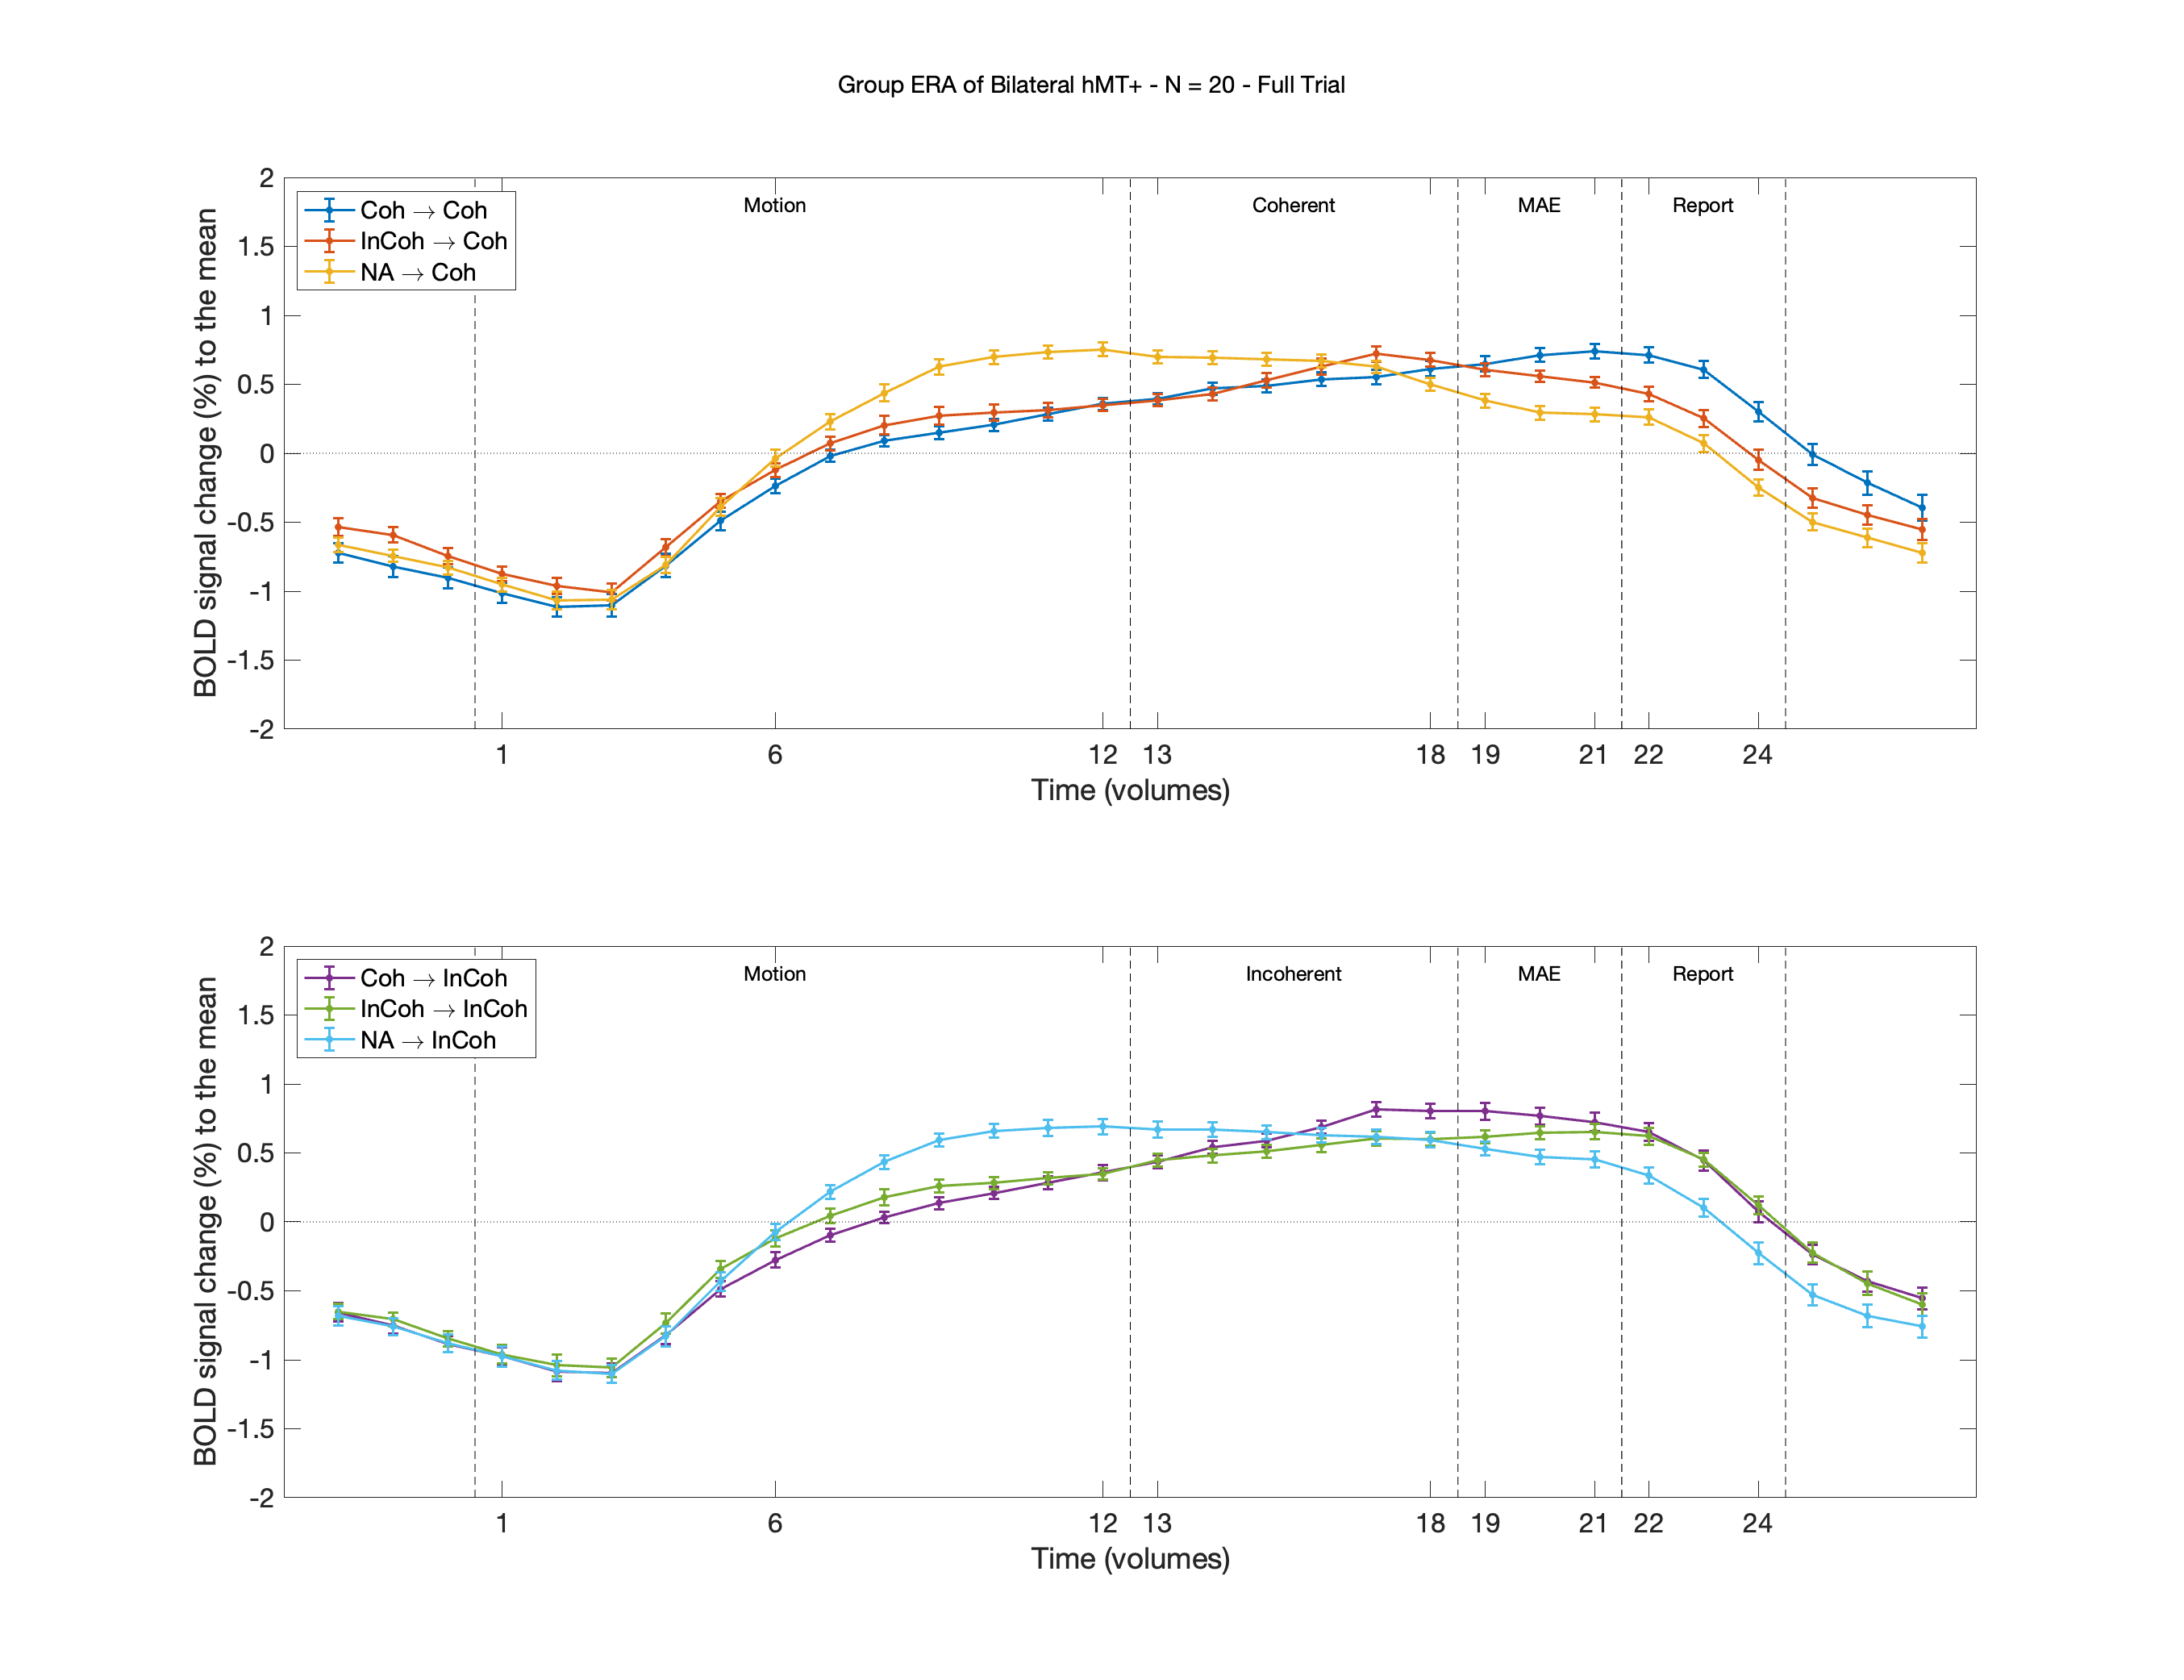 Group ERA of Bilateral hMT+ - N = 20 - Full Trial
2
1.5
1
0.5
0
-0.5
-1
-1.5
-2
BOLD signal change (%) to the mean
Coh → Coh
InCoh → Coh
NA → Coh
Motion
Coherent
MAE
Report
1 6 12 13 18 19 21 22 24
Time (volumes)
2
1.5
1
0.5
0
-0.5
-1
-1.5
-2
BOLD signal change (%) to the mean
Coh → InCoh
InCoh → InCoh
NA → InCoh
Motion
Incoherent
MAE
Report
1 6 12 13 18 19 21 22 24
Time (volumes)